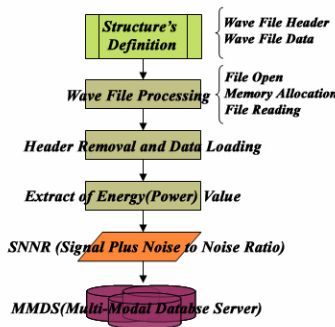 Structure's
Definition
Wave File Header
Wave File Data
Wave File Processing
File Open
Memory Allocation
File Reading
Header Removal and Data Loading
Extract of Energy(Power) Value
SNNR (Signal Plus Noise to Noise Ratio)
MMDS(Multi-Modal Databse Server)